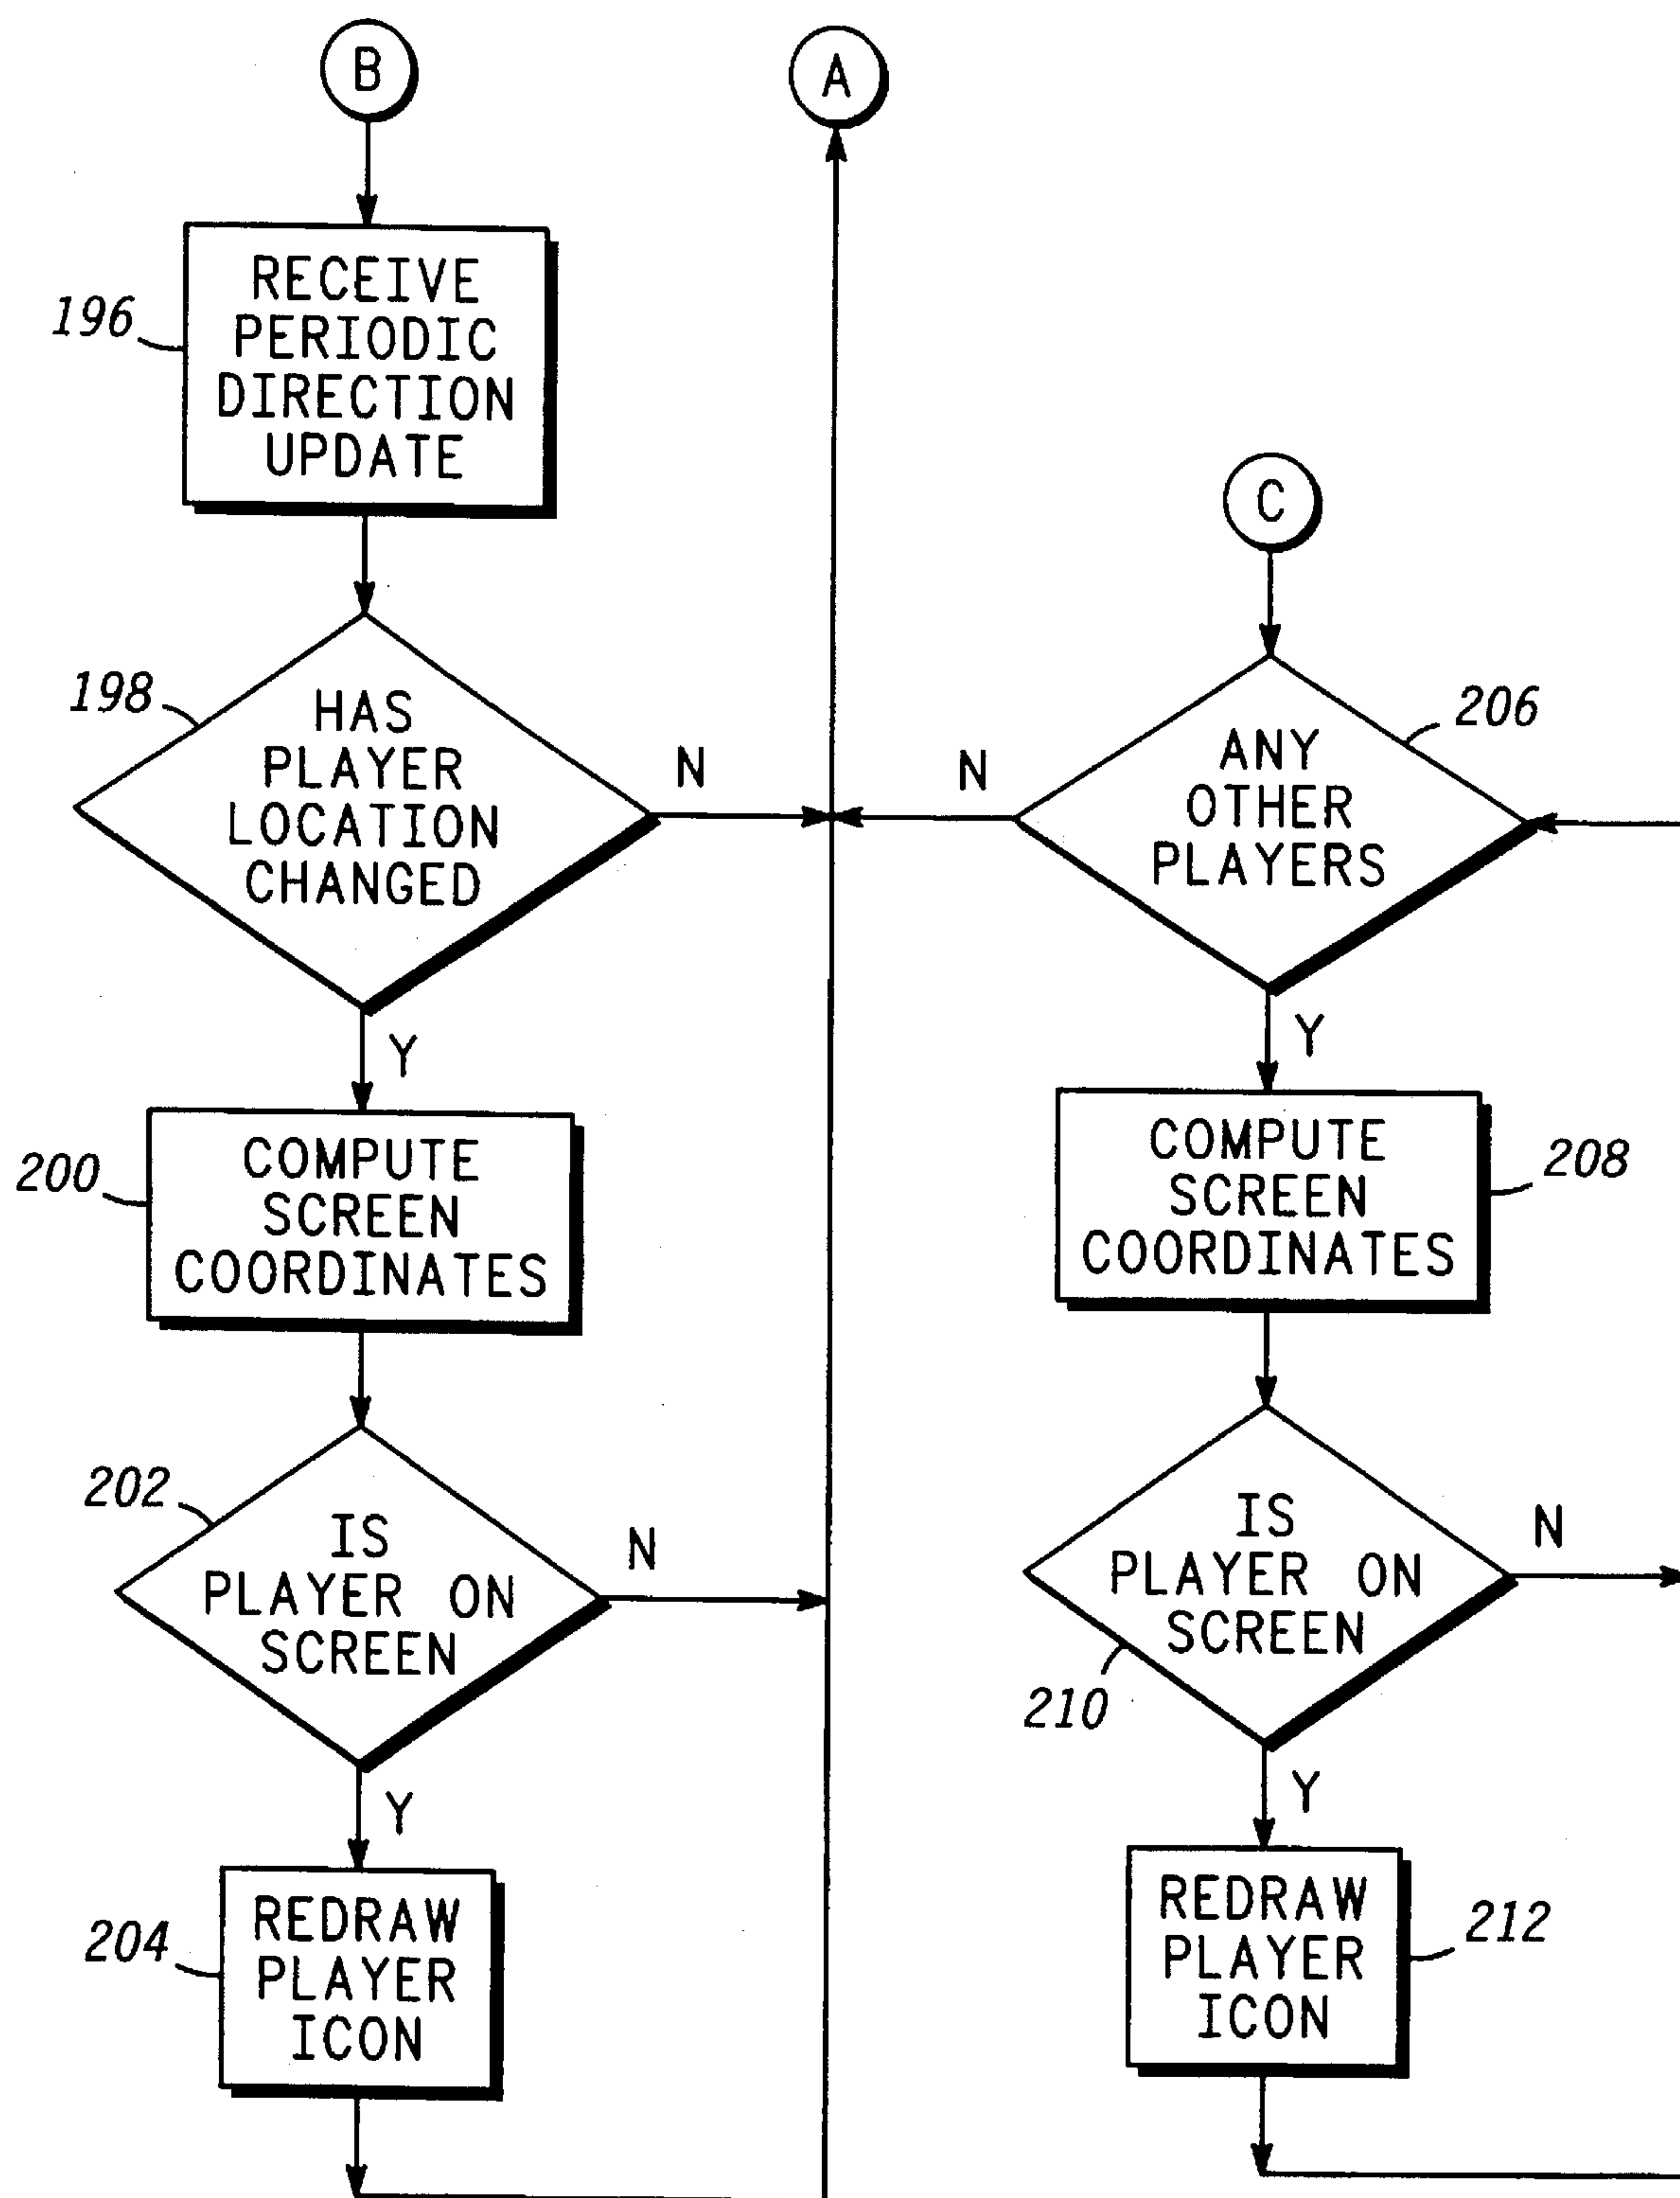 B
A
196
RECEIVE
PERIODIC
DIRECTION
UPDATE
198
HAS
PLAYER
LOCATION
CHANGED
N
Y
200
COMPUTE
SCREEN
COORDINATES
202
IS
PLAYER ON
SCREEN
N
Y
204
REDRAW
PLAYER
ICON
C
206
ANY
OTHER
PLAYERS
N
Y
208
COMPUTE
SCREEN
COORDINATES
210
IS
PLAYER ON
SCREEN
N
Y
212
REDRAW
PLAYER
ICON